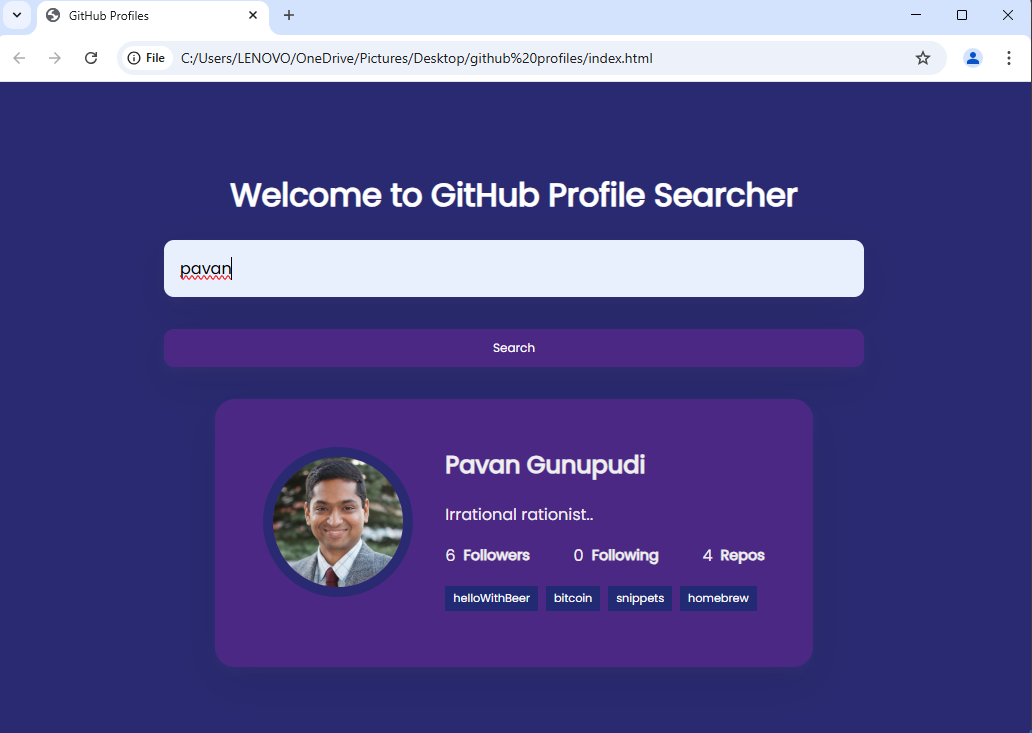 GitHub Profiles
File C:/Users/LENOVO/OneDrive/Pictures/Desktop/github%20profiles/index.html
Welcome to GitHub Profile Searcher
pavan
Search
Pavan Gunupudi
Irrational rationist..
6 Followers 0 Following 4 Repos
helloWithBeer bitcoin snippets homebrew